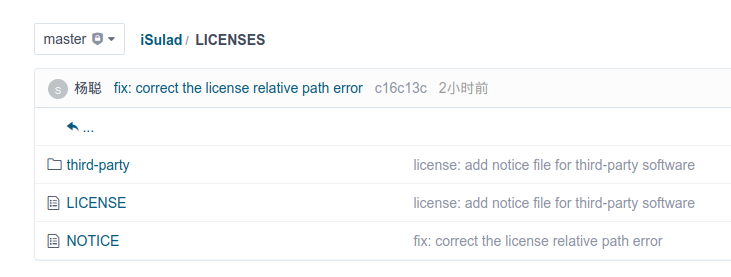 master iSulad / LICENSES
S 杨聪 fix: correct the license relative path error c16c13c 2小时前
...
third-party license: add notice file for third-party software
LICENSE license: add notice file for third-party software
NOTICE fix: correct the license relative path error